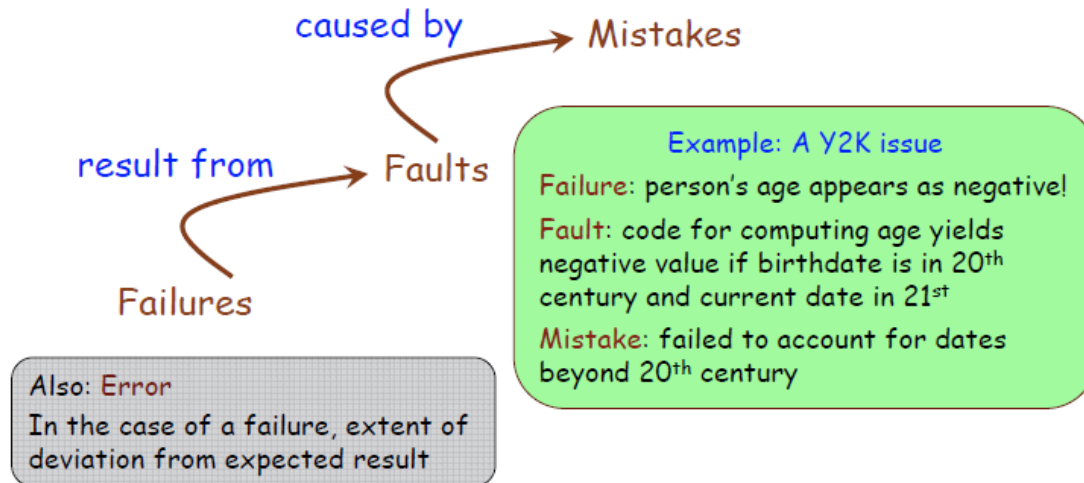 caused by
Mistakes
result from
Faults
Failures
Example: A Y2K issue
Failure: person's age appears as negative!
Fault: code for computing age yields
negative value if birthdate is in 20th
century and current date in 21st
Mistake: failed to account for dates
beyond 20th century
Also: Error
In the case of a failure, extent of
deviation from expected result